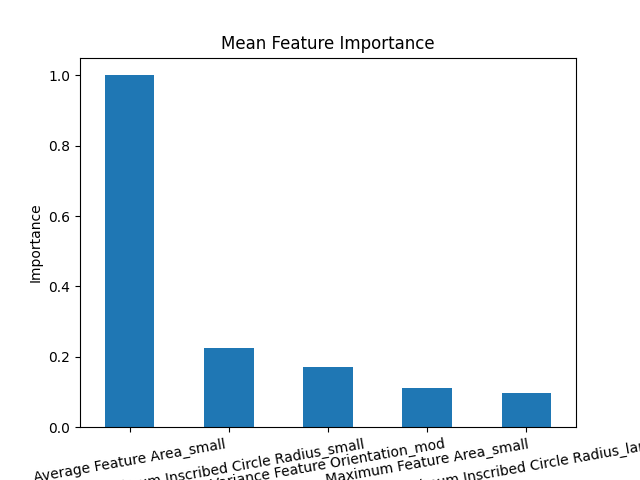 Mean Feature Importance
Importance
1.0
0.8
0.6
0.4
0.2
0.0
Average Feature Area_small
Inscribed Circle Radius_small
Variance Feature Orientation_mod
Maximum Feature Area_small
Inscribed Circle Radius